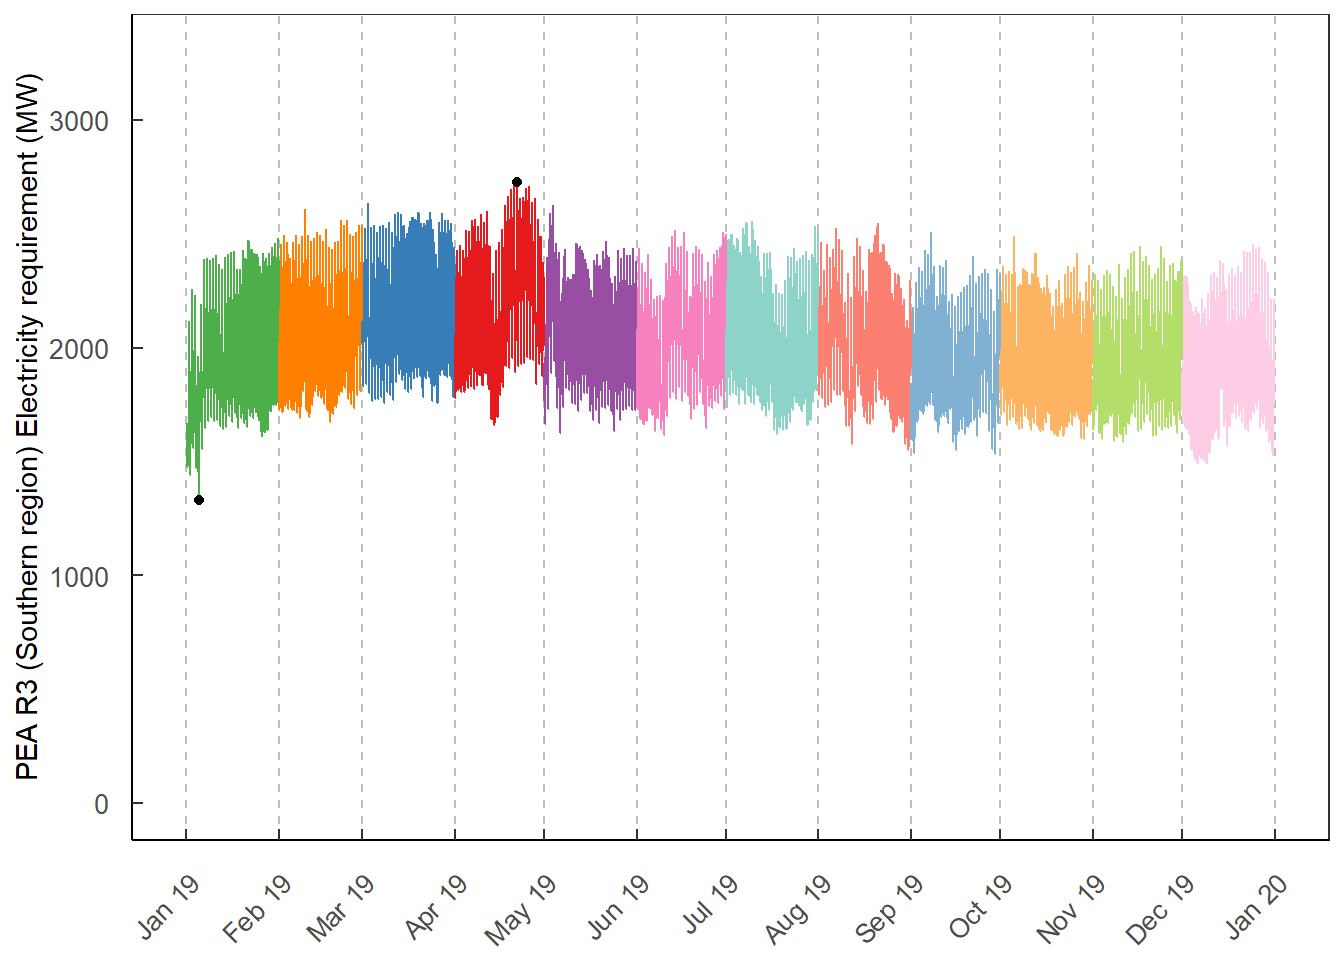 PEA R3 (Southern region) Electricity requirement (MW)
3000
2000
1000
0
Jan 19
Feb 19
Mar 19
Apr 19
May 19
Jun 19
Jul 19
Aug 19
Sep 19
Oct 19
Nov 19
Dec 19
Jan 20